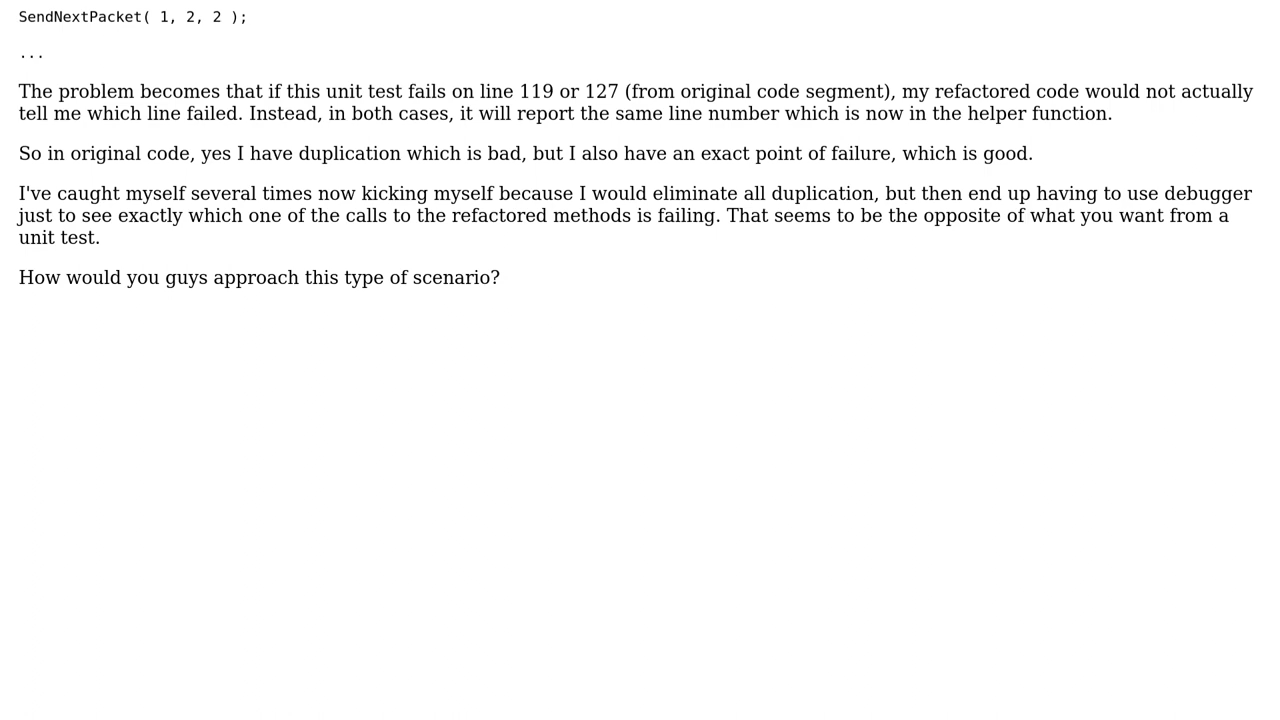 SendNextPacket( 1, 2, 2 );
...
The problem becomes that if this unit test fails on line 119 or 127 (from original code segment), my refactored code would not actually
tell me which line failed. Instead, in both cases, it will report the same line number which is now in the helper function.
So in original code, yes I have duplication which is bad, but I also have an exact point of failure, which is good.
I've caught myself several times now kicking myself because I would eliminate all duplication, but then end up having to use debugger
just to see exactly which one of the calls to the refactored methods is failing. That seems to be the opposite of what you want from a
unit test.
How would you guys approach this type of scenario?